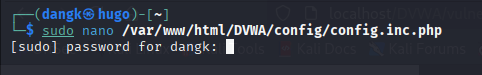 (dangk㉿hugo)-[~]
$ sudo nano /var/www/html/DVWA/config/config.inc.php
[sudo] password for dangk: